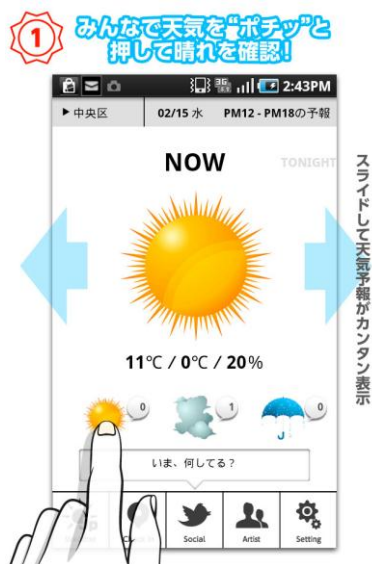 1
みんなで天気を“ポチッ”と
押して晴れを確認！
3G
2:43PM
▶中央区
02/15 水
PM12 - PM18の予報
NOW
TONIGHT
11℃ / 0℃ / 20%
0
1
0
いま、何してる？
Social
Artist
Setting
スライドして天気予報がカンタン表示